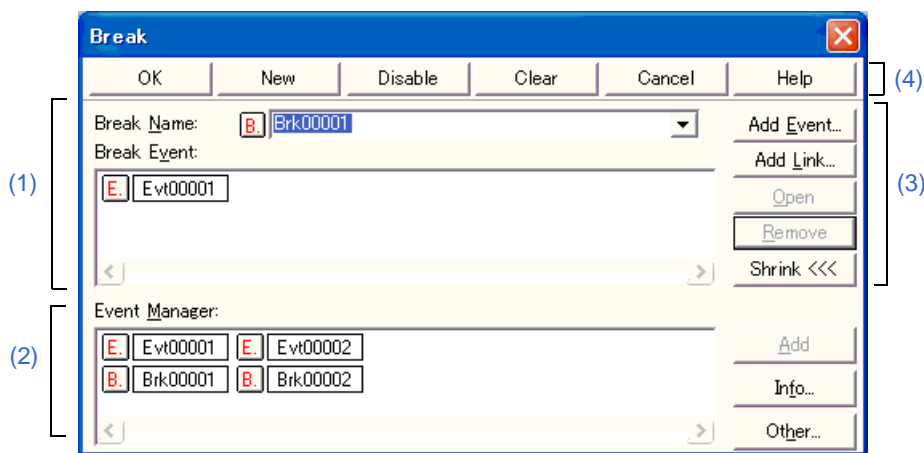 Break
OK New Disable Clear Cancel Help (4)
Break Name: B. Brk00001 Add Event...
Break Event: Add Link...
(1) E. Evt00001 Open (3)
Remove
Shrink <<<
Event Manager:
E. Evt00001 E. Evt00002 Add
(2) B. Brk00001 B. Brk00002 Info...
Other...